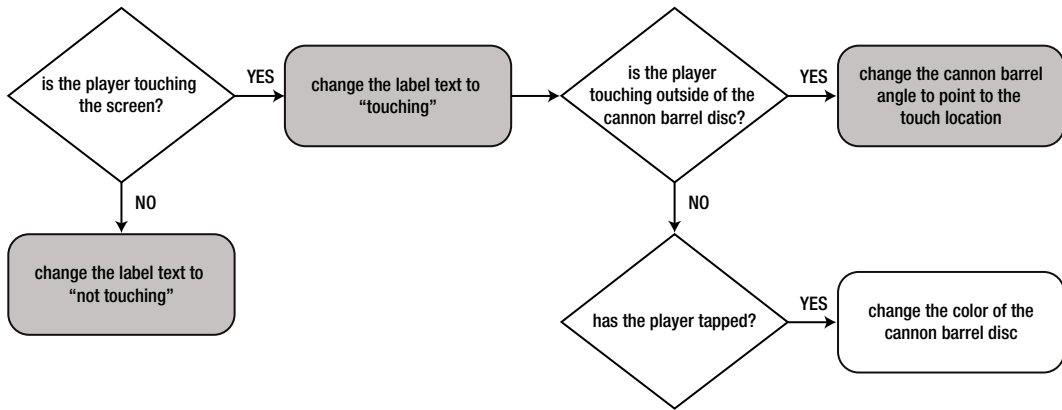 is the player touching
the screen?
YES
change the label text to
“touching”
is the player
touching outside of the
cannon barrel disc?
YES
change the cannon barrel
angle to point to the
touch location
NO
NO
change the label text to
“not touching”
has the player tapped?
YES
change the color of the
cannon barrel disc